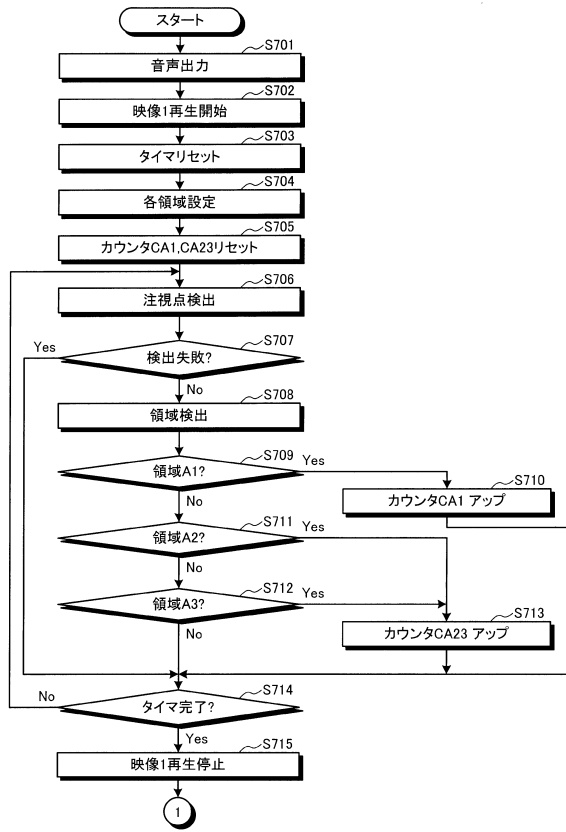 スタート
S701
音声出力
S702
映像1再生開始
S703
タイマリセット
S704
各領域設定
S705
カウンタCA1,CA23リセット
S706
注視点検出
S707
Yes
検出失敗?
No
S708
領域検出
S709
Yes
領域A1?
S710
カウンタCA1 アップ
No
S711
Yes
領域A2?
No
S712
Yes
領域A3?
S713
カウンタCA23 アップ
No
S714
No
タイマ完了?
Yes
S715
映像1再生停止
1